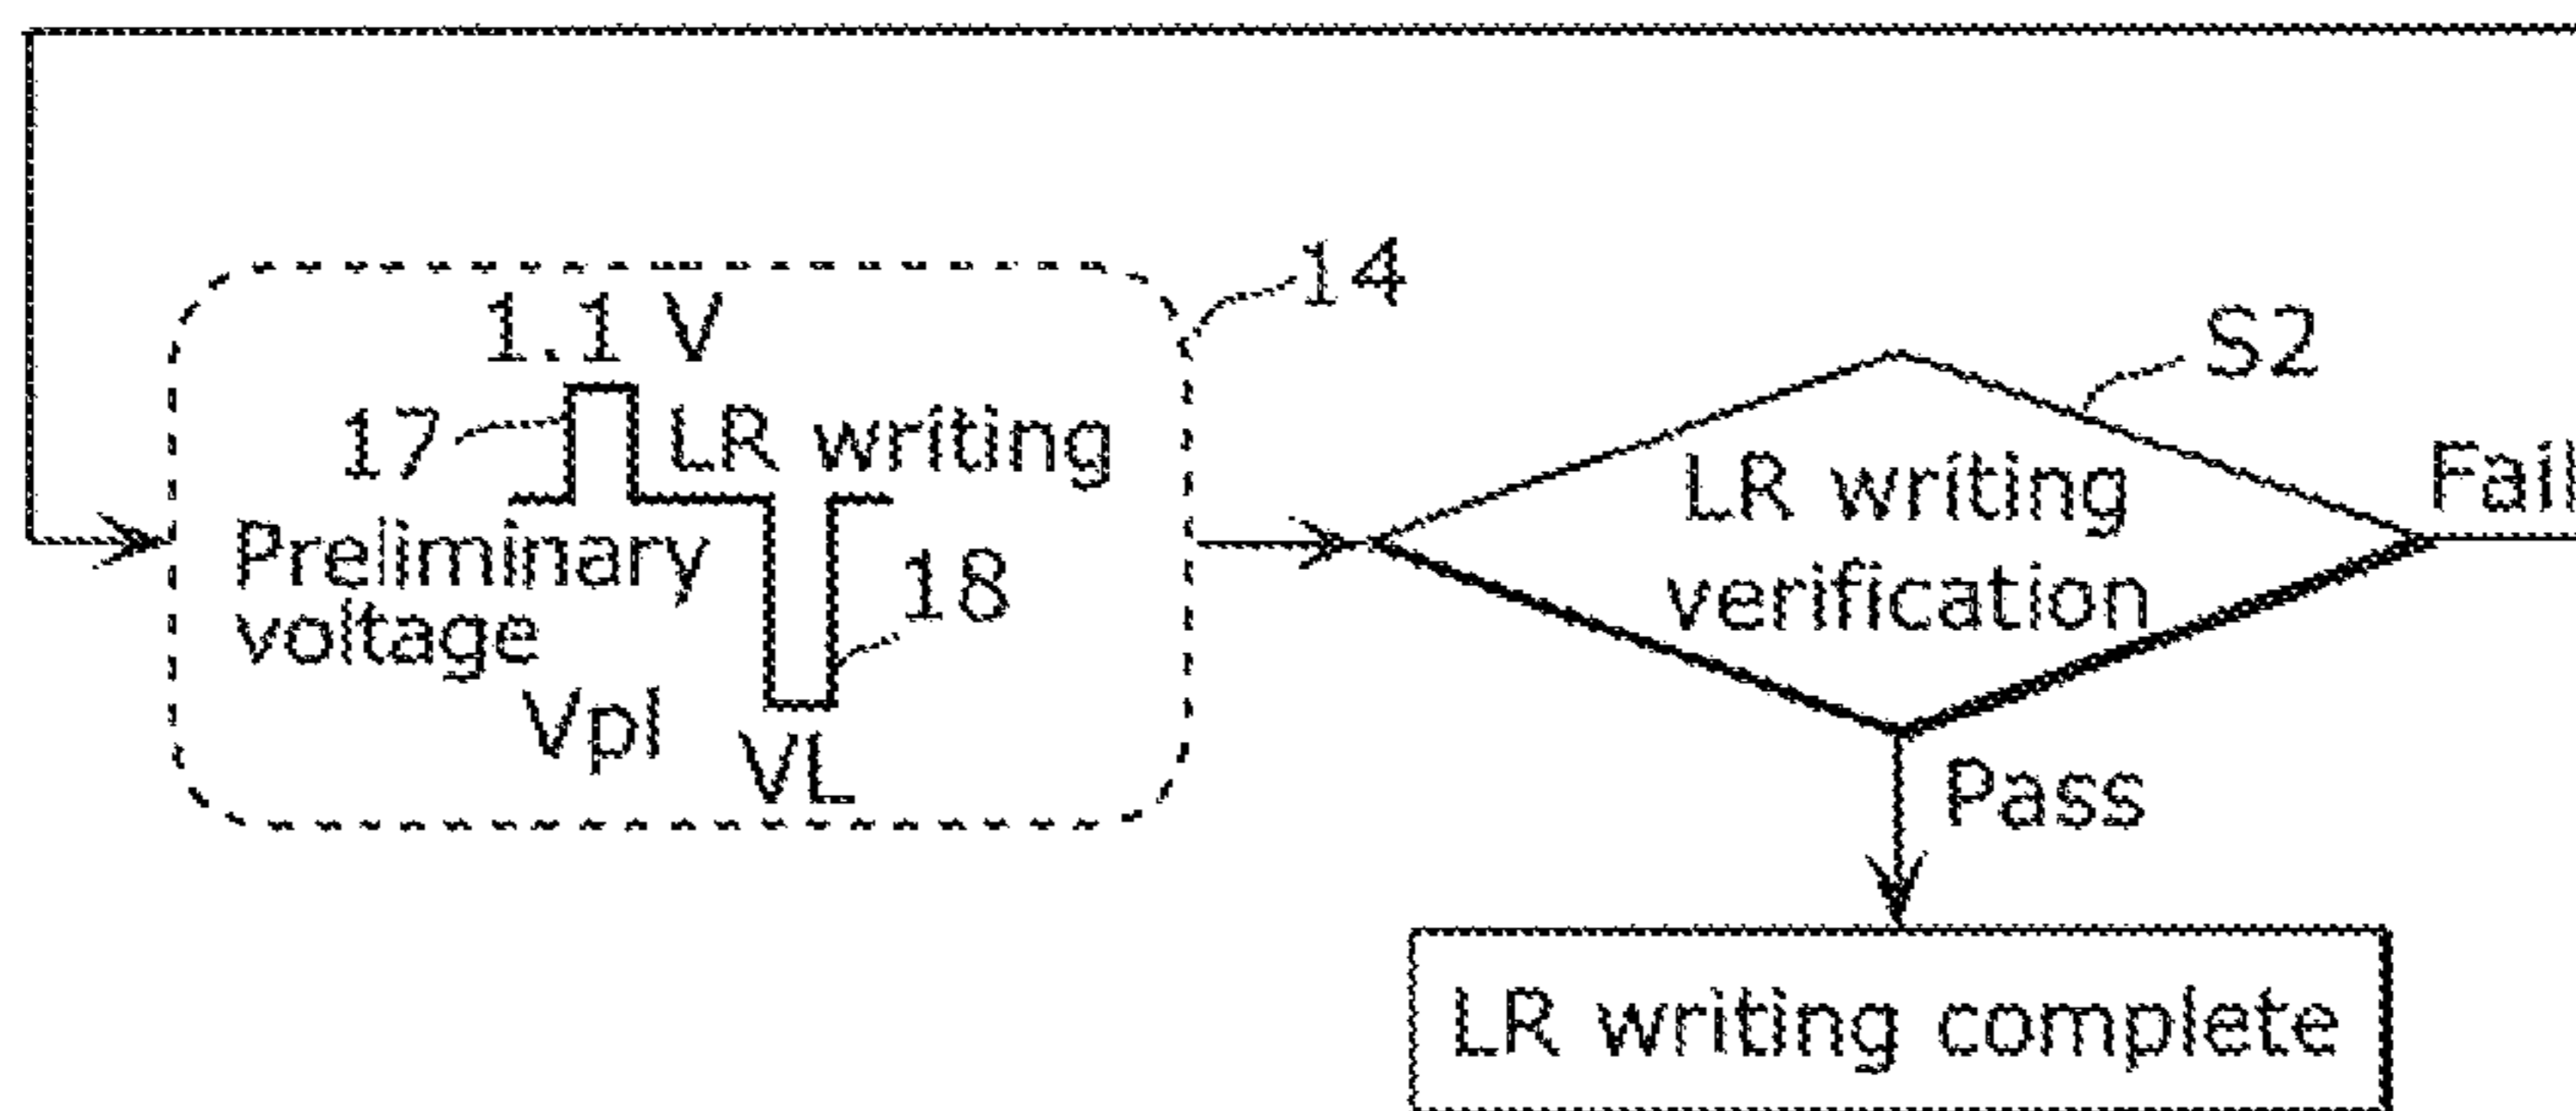 14
1.1 V
S2
17
LR writing
Preliminary
voltage
18
Vpl
VL
LR writing
verification
Fail
Pass
LR writing complete